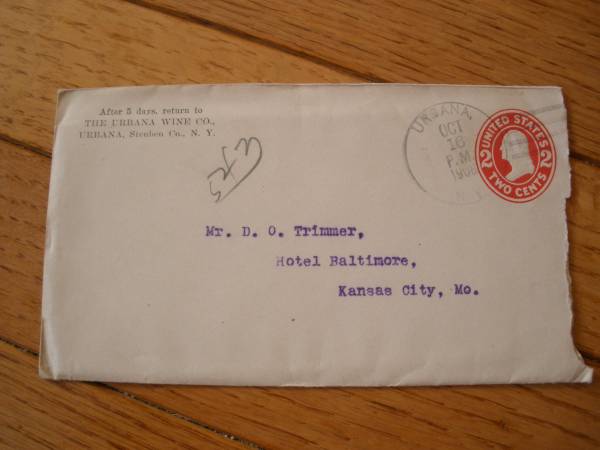 After 5 days, return to
THE URBANA WINE CO.,
URBANA, Steuben Co., N. Y.
URBANA,
OCT
16
P.M.
N.Y.
UNITED STATES
2 2
TWO CENTS
Mr. D. O. Trimmer,
Hotel Baltimore,
Kansas City, Mo.